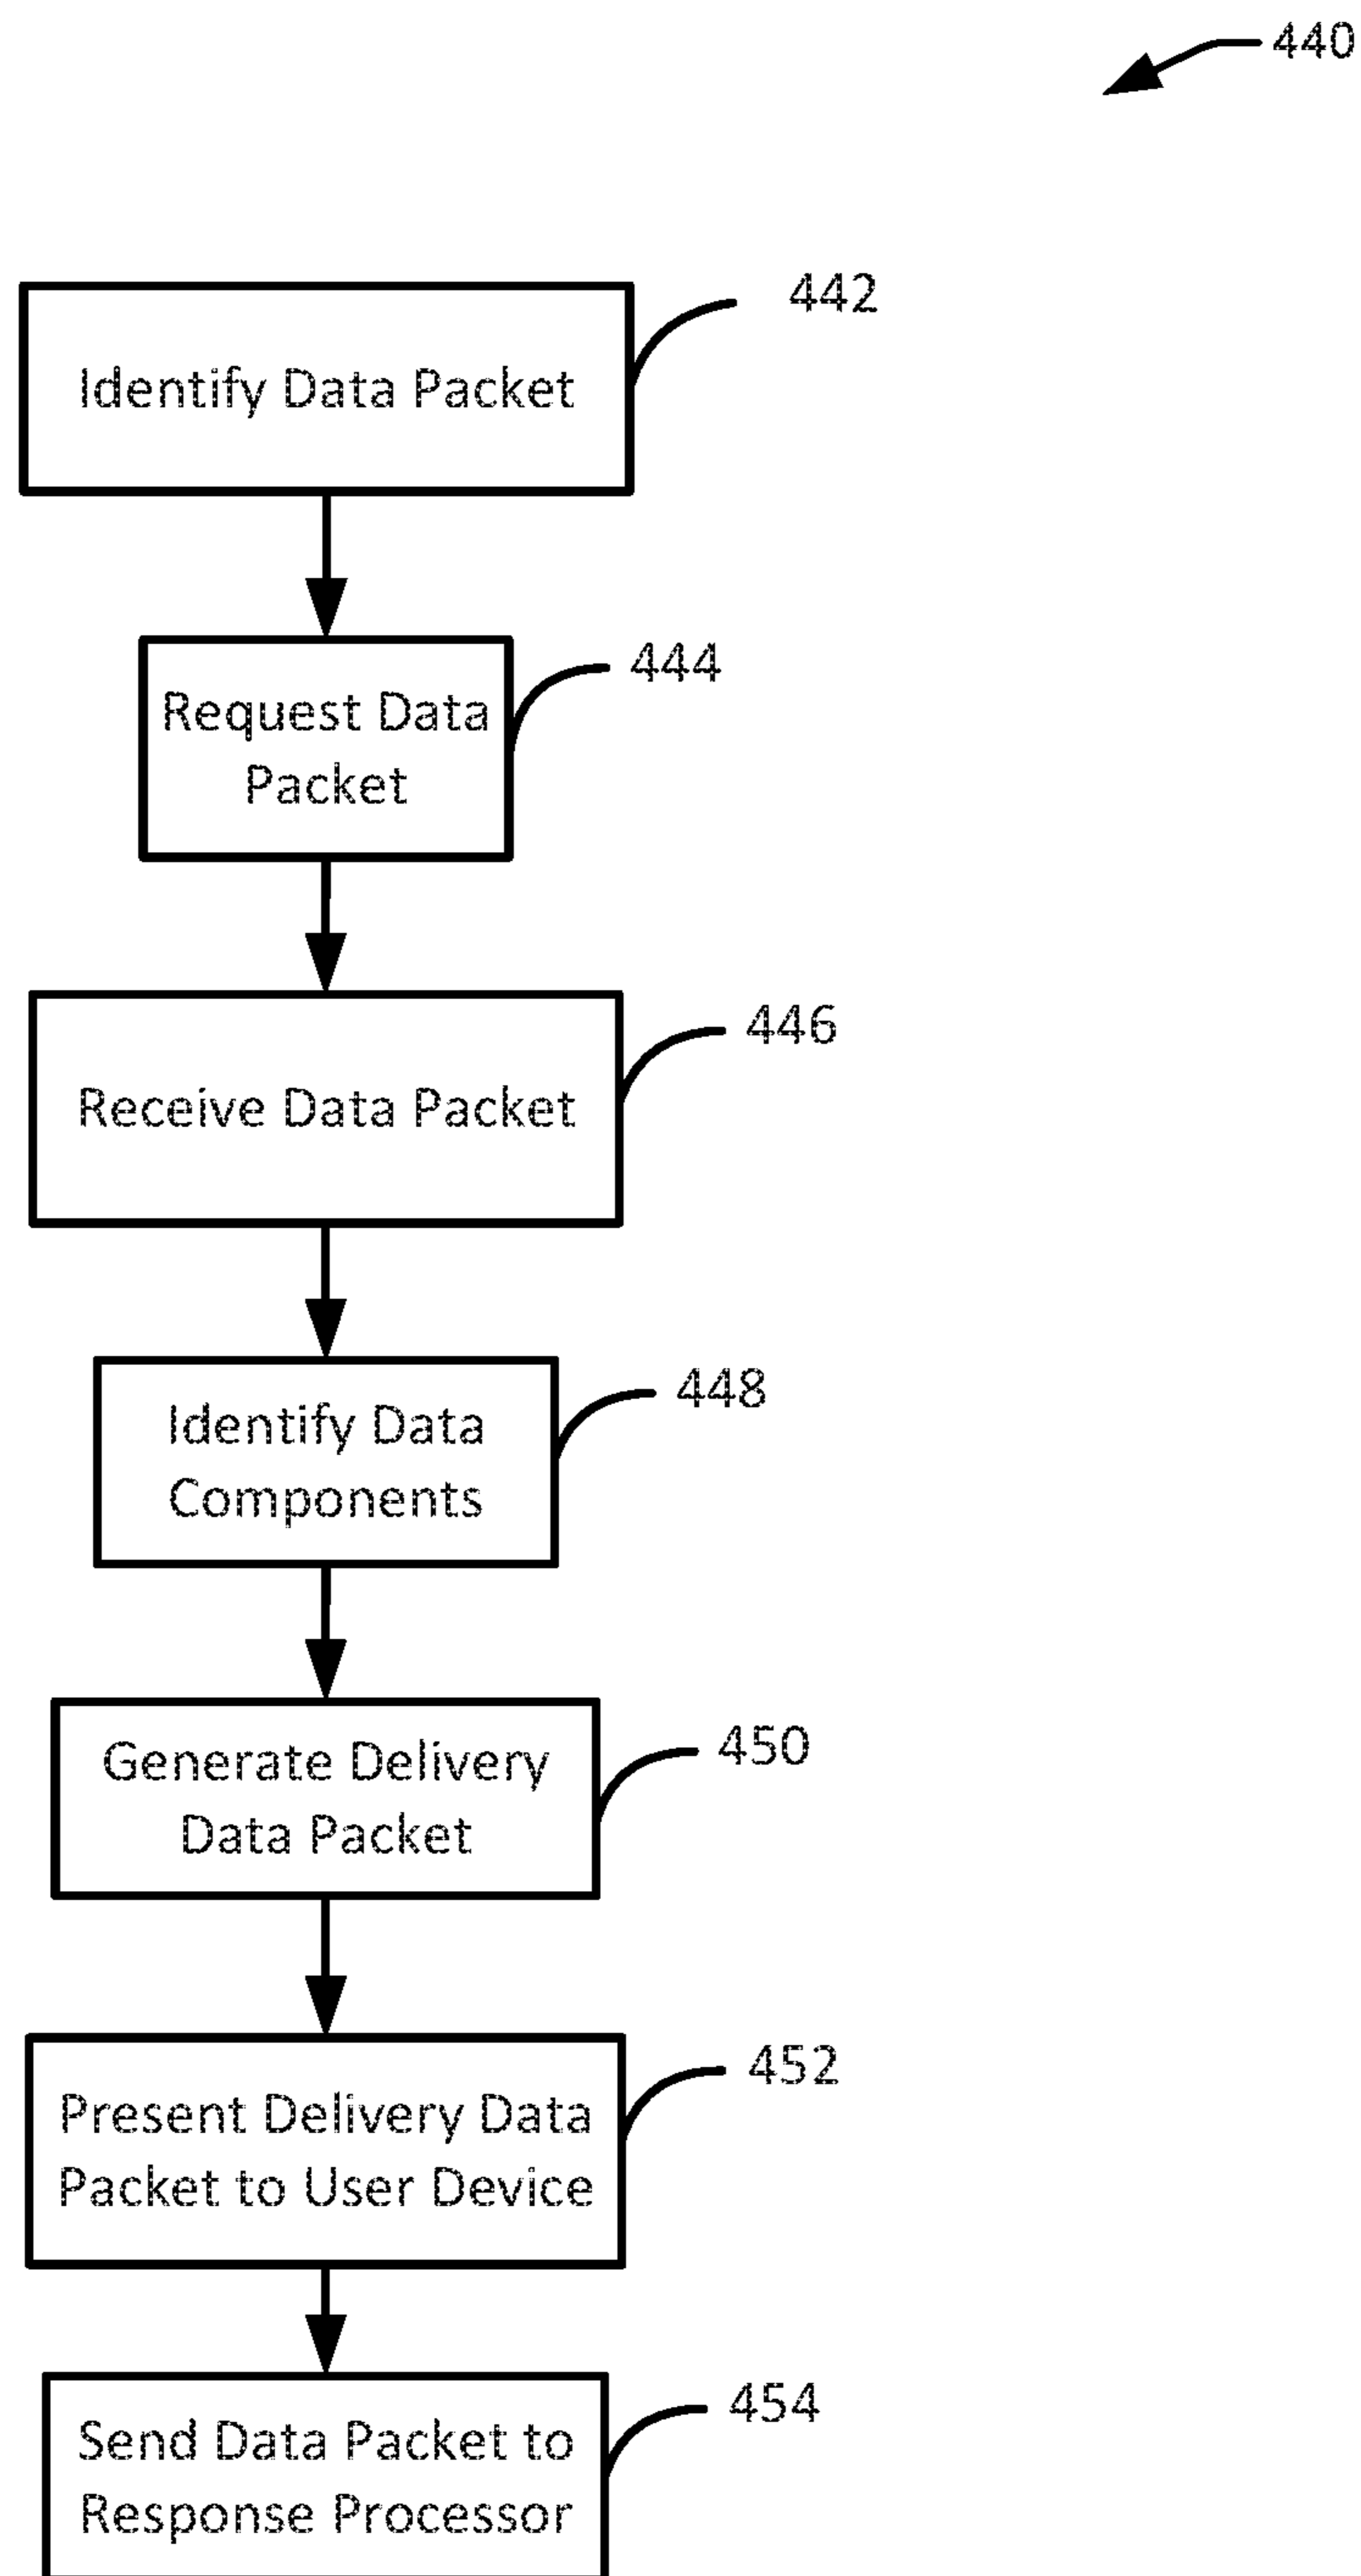 440
442
Identify Data Packet
444
Request Data
Packet
446
Receive Data Packet
448
Identify Data
Components
450
Generate Delivery
Data Packet
452
Present Delivery Data
Packet to User Device
454
Send Data Packet to
Response Processor